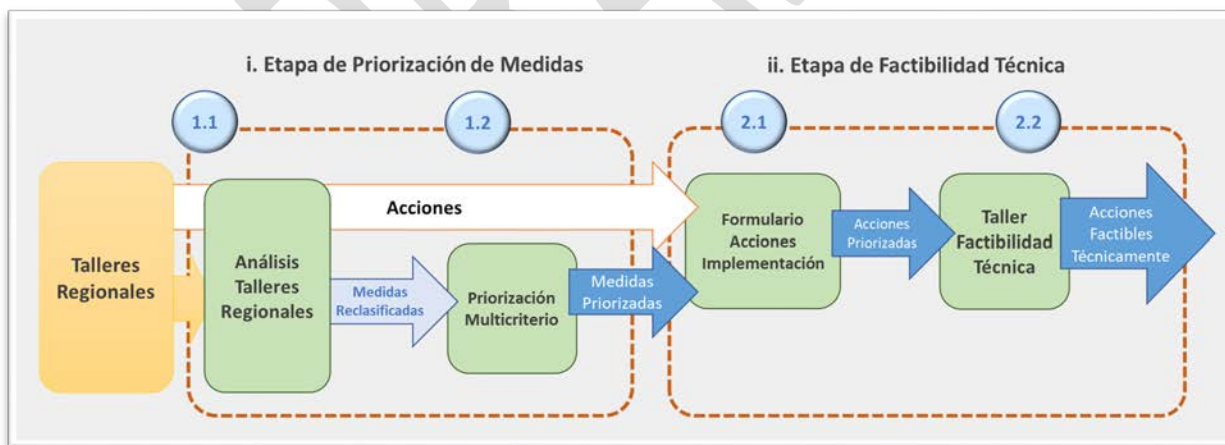 i. Etapa de Priorización de Medidas
ii. Etapa de Factibilidad Técnica
1.1
1.2
2.1
2.2
Talleres
Regionales
Acciones
Análisis
Talleres
Regionales
Medidas
Reclasificadas
Priorización
Multicriterio
Medidas
Priorizadas
Formulario
Acciones
Implementación
Acciones
Priorizadas
Taller
Factibilidad
Técnica
Acciones
Factibles
Técnicamente